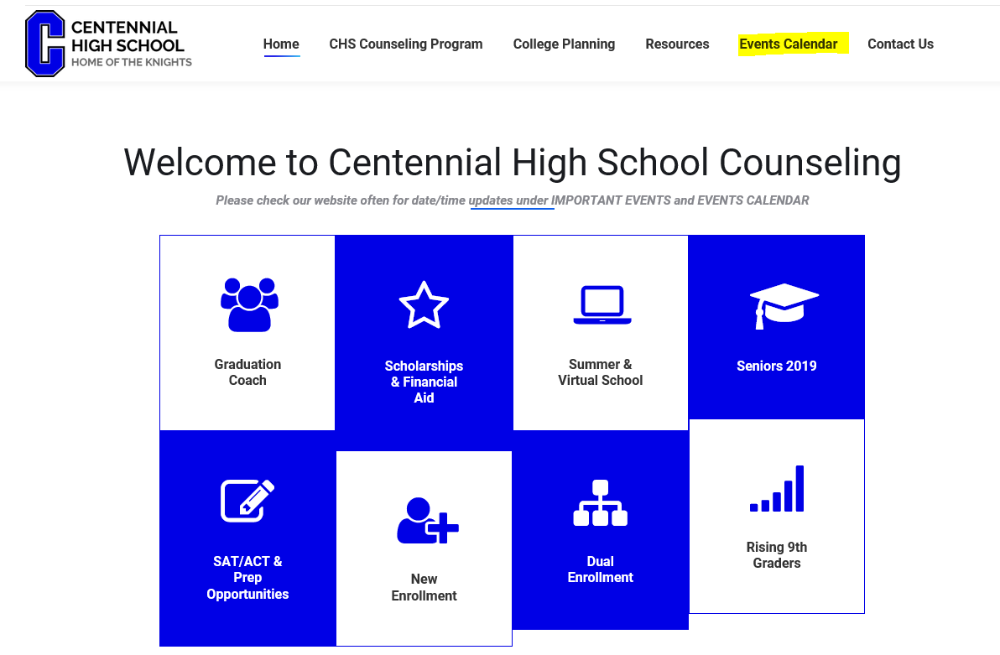 CENTENNIAL
HIGH SCHOOL
HOME OF THE KNIGHTS
Home CHS Counseling Program College Planning Resources Events Calendar Contact Us
Welcome to Centennial High School Counseling
Please check our website often for date/time updates under IMPORTANT EVENTS and EVENTS CALENDAR
Graduation
Coach
Scholarships
& Financial
Aid
Summer &
Virtual School
Seniors 2019
SAT/ACT &
Prep
Opportunities
New
Enrollment
Dual
Enrollment
Rising 9th
Graders